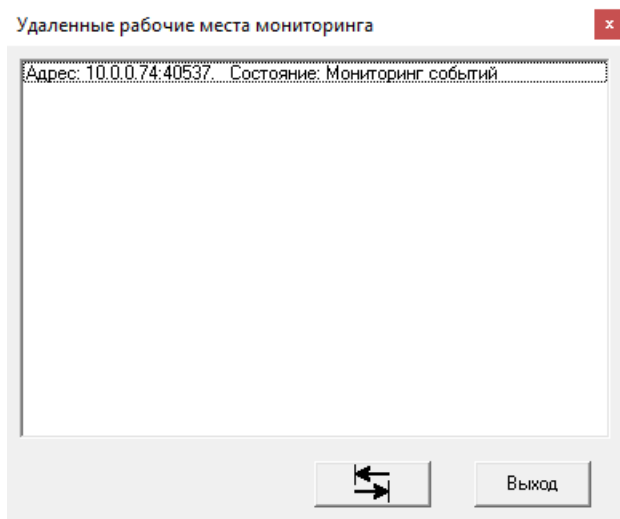 Удаленные рабочие места мониторинга
Адрес: 10.0.0.74:40537. Состояние: Мониторинг событий
Выход